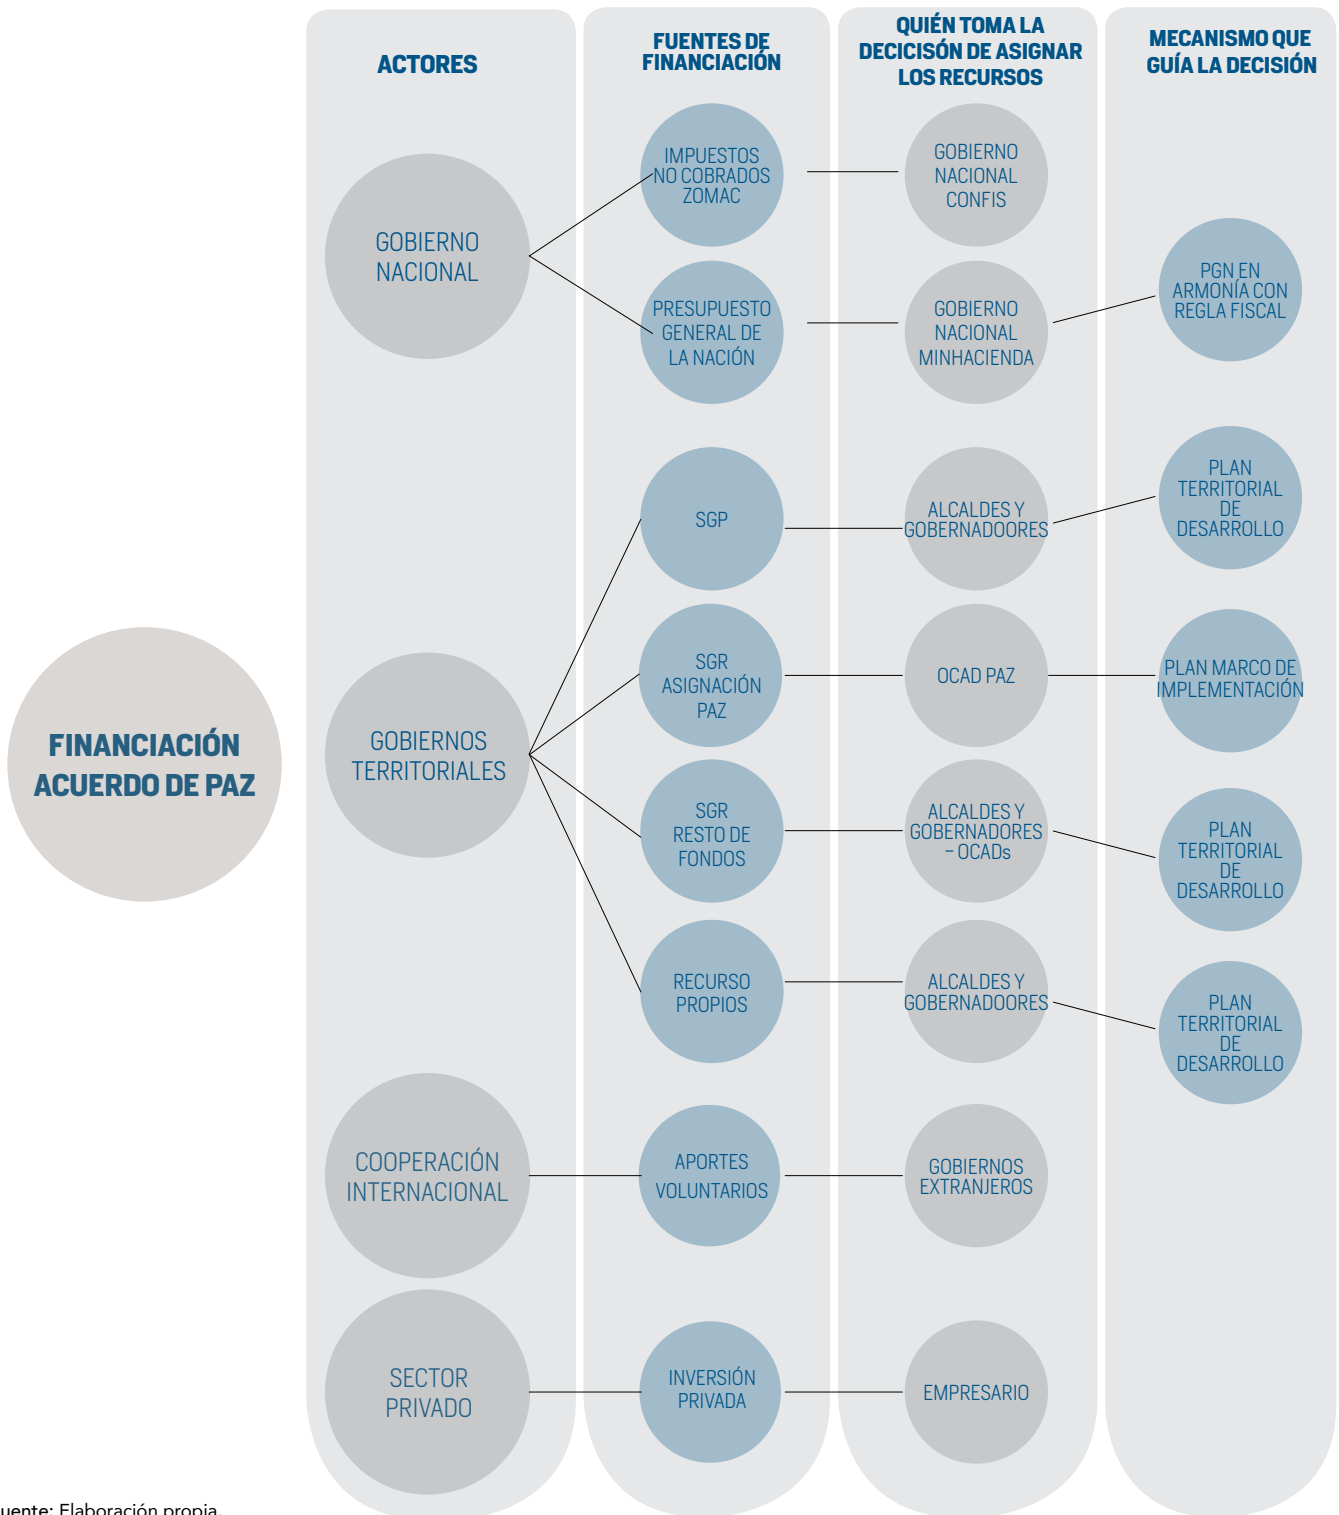 ACTORES
FUENTES DE
FINANCIACIÓN
QUIÉN TOMA LA
DECICISÓN DE ASIGNAR
LOS RECURSOS
MECANISMO QUE
GUÍA LA DECISIÓN
FINANCIACIÓN
ACUERDO DE PAZ
GOBIERNO
NACIONAL
IMPUESTOS
NO COBRADOS
ZOMAC
GOBIERNO
NACIONAL
CONFIS
PRESUPUESTO
GENERAL DE
LA NACIÓN
GOBIERNO
NACIONAL
MINHACIENDA
PGN EN
ARMONÍA CON
REGLA FISCAL
GOBIERNOS
TERRITORIALES
SGP
ALCALDES Y
GOBERNADOORES
PLAN
TERRITORIAL
DE
DESARROLLO
SGR
ASIGNACIÓN
PAZ
OCAD PAZ
PLAN MARCO DE
IMPLEMENTACIÓN
SGR
RESTO DE
FONDOS
ALCALDES Y
GOBERNADORES
– OCADs
PLAN
TERRITORIAL
DE
DESARROLLO
RECURSO
PROPIOS
ALCALDES Y
GOBERNADOORES
PLAN
TERRITORIAL
DE
DESARROLLO
COOPERACIÓN
INTERNACIONAL
APORTES
VOLUNTARIOS
GOBIERNOS
EXTRANJEROS
SECTOR
PRIVADO
INVERSIÓN
PRIVADA
EMPRESARIO
uente: Elaboración propia.